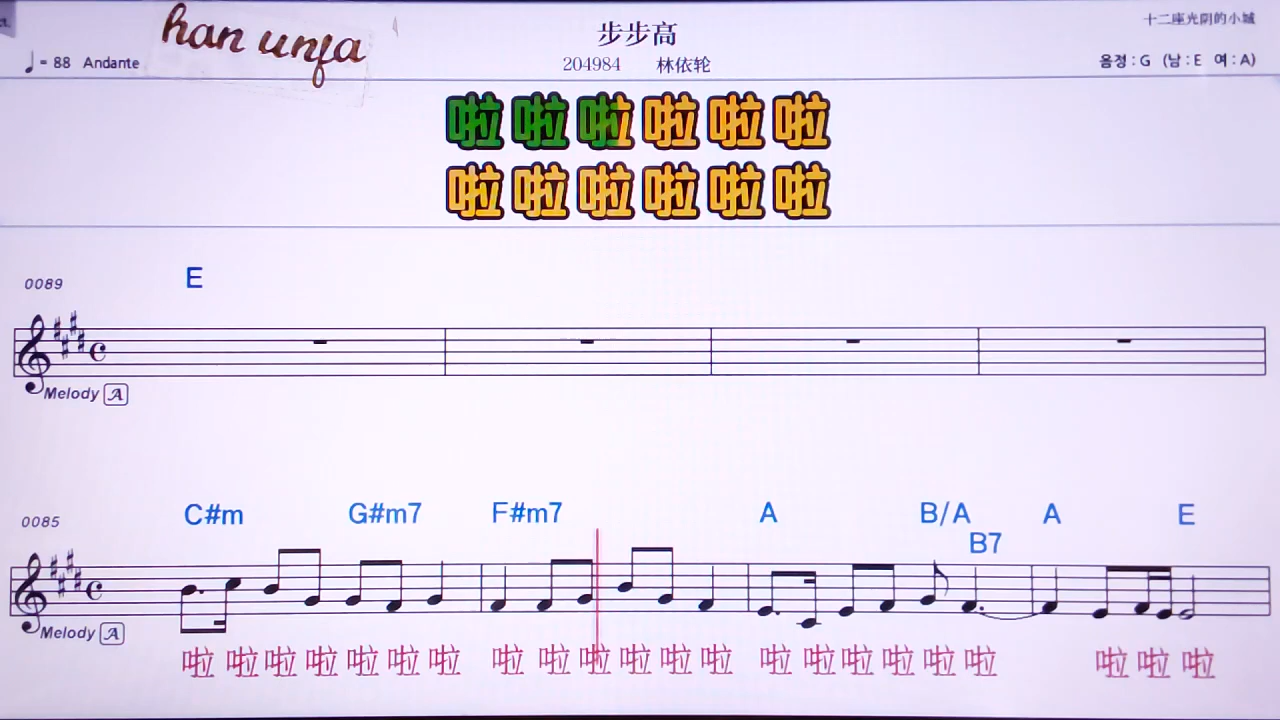 han unfa
步步高
十二座光阴的小城
♩= 88 Andante
204984 林依轮
음정 : G (남 : E 여 : A)
啦啦啦啦啦啦
啦啦啦啦啦啦
0089
E
Melody A
0085
C#m G#m7 F#m7 A B/A A E
B7
Melody A
啦 啦 啦 啦 啦 啦 啦 啦 啦 啦 啦 啦 啦 啦 啦 啦 啦 啦 啦 啦 啦 啦